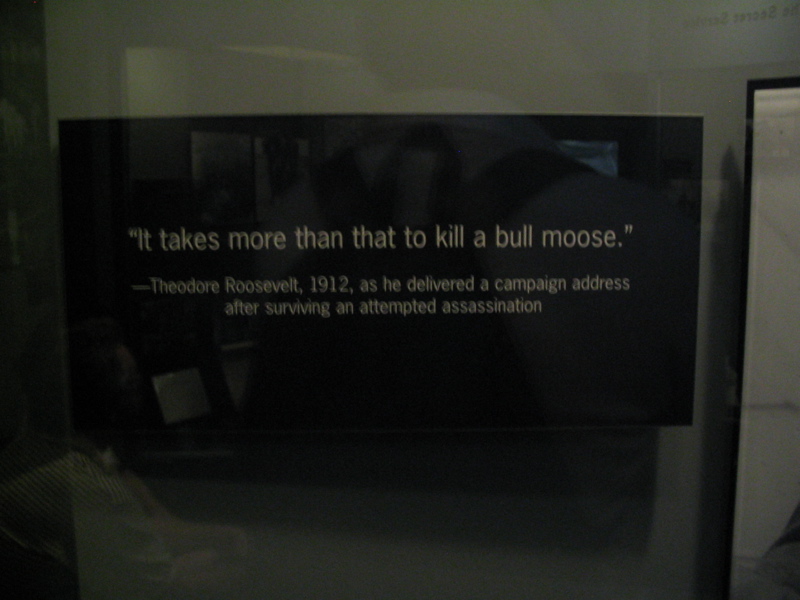 “It takes more than that to kill a bull moose.”
—Theodore Roosevelt, 1912, as he delivered a campaign address
after surviving an attempted assassination